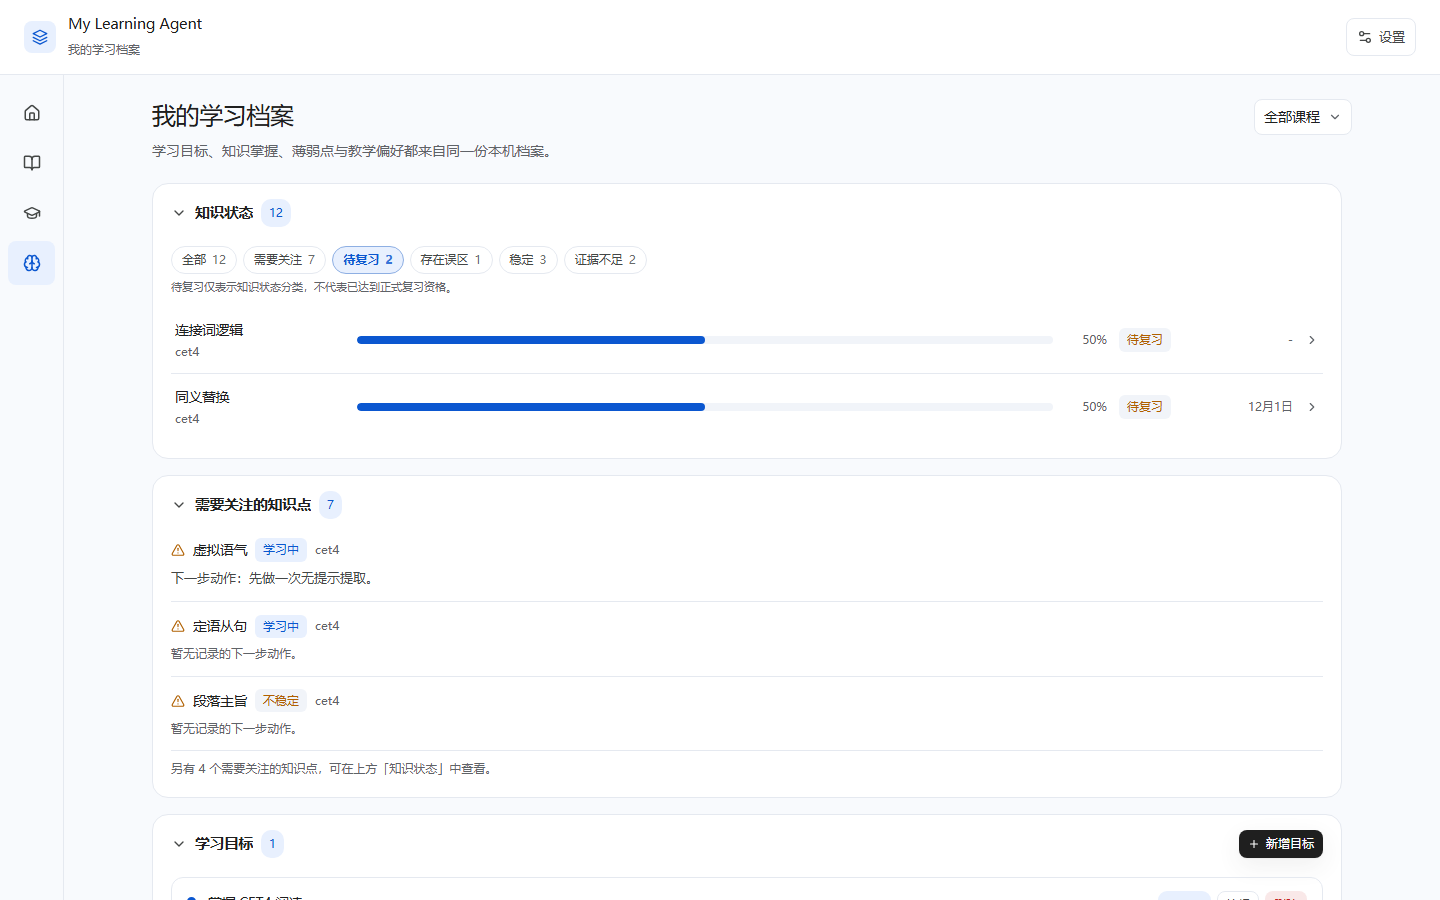 My Learning Agent
我的学习档案
设置
我的学习档案
全部课程
学习目标、知识掌握、薄弱点与教学偏好都来自同一份本机档案。
知识状态 12
全部 12 需要关注 7 待复习 2 存在误区 1 稳定 3 证据不足 2
待复习仅表示知识状态分类，不代表已达到正式复习资格。
连接词逻辑
cet4
50% 待复习 -
同义替换
cet4
50% 待复习 12月1日
需要关注的知识点 7
虚拟语气 学习中 cet4
下一步动作：先做一次无提示提取。
定语从句 学习中 cet4
暂无记录的下一步动作。
段落主旨 不稳定 cet4
暂无记录的下一步动作。
另有 4 个需要关注的知识点，可在上方「知识状态」中查看。
学习目标 1
+ 新增目标
掌握 CET4 阅读